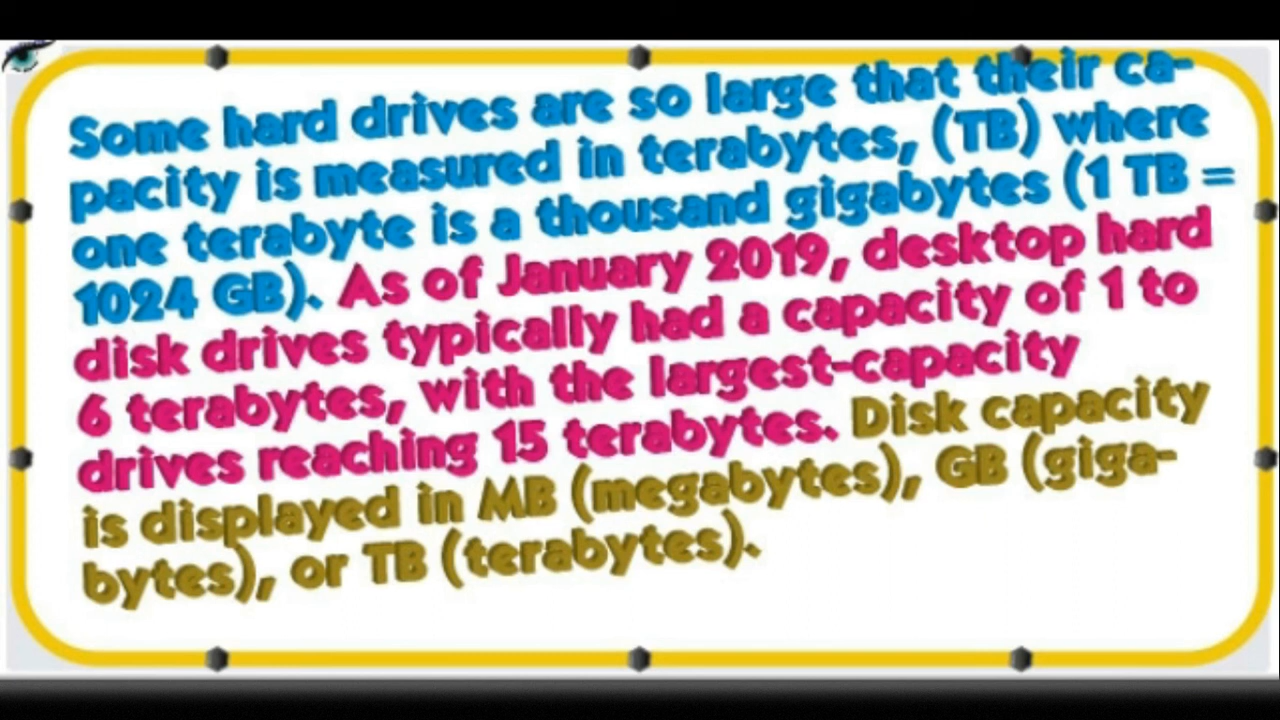 Some hard drives are so large that their ca-
pacity is measured in terabytes, (TB) where
one terabyte is a thousand gigabytes (1 TB =
1024 GB). As of January 2019, desktop hard
disk drives typically had a capacity of 1 to
6 terabytes, with the largest-capacity
drives reaching 15 terabytes. Disk capacity
is displayed in MB (megabytes), GB (giga-
bytes), or TB (terabytes).